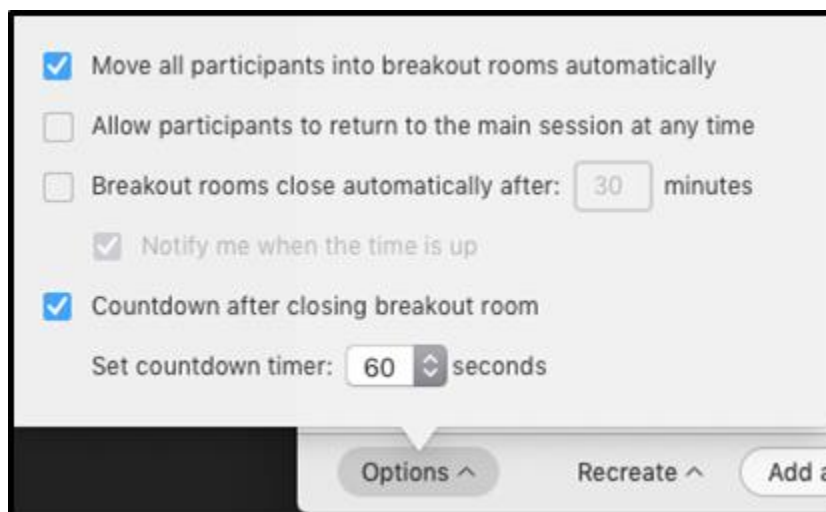 Move all participants into breakout rooms automatically
Allow participants to return to the main session at any time
Breakout rooms close automatically after: 30 minutes
Notify me when the time is up
Countdown after closing breakout room
Set countdown timer: 60 seconds
Options Recreate Add